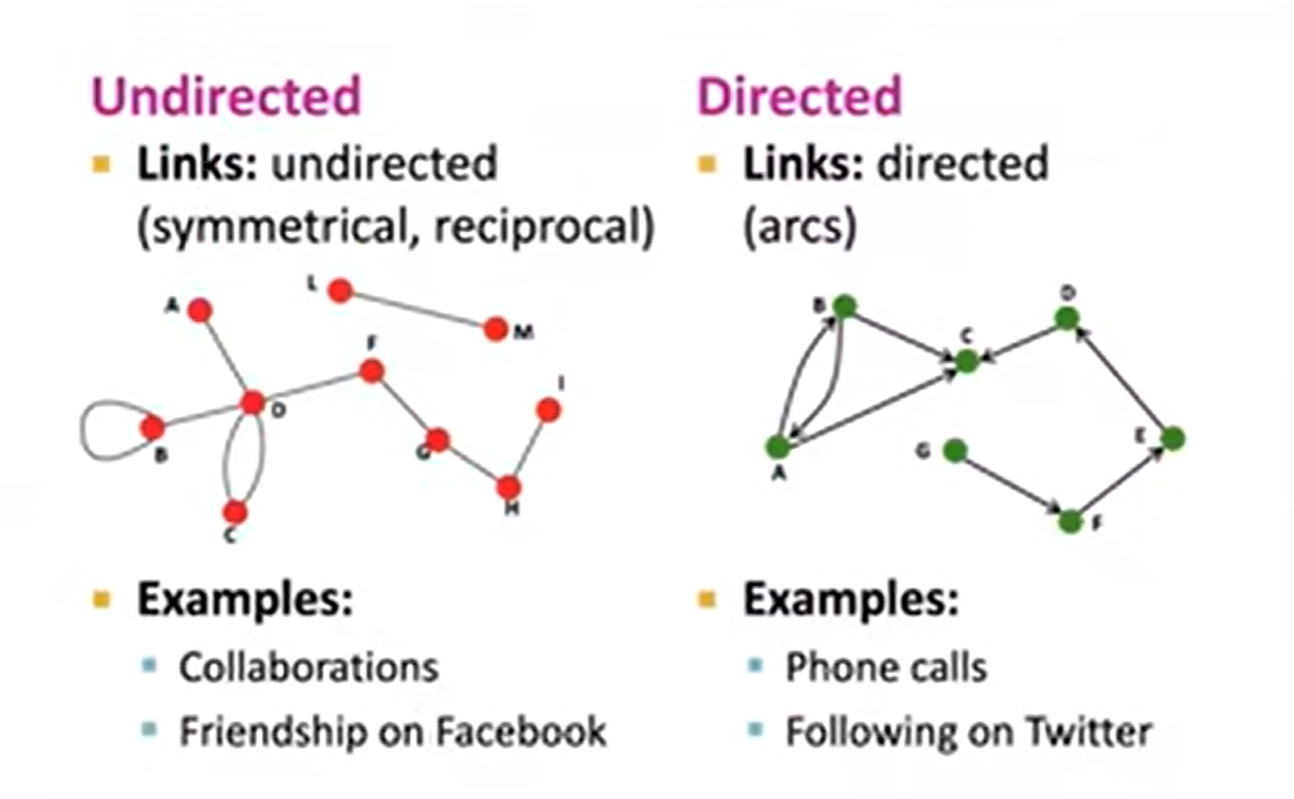 Undirected
Links: undirected
(symmetrical, reciprocal)
A
L
M
F
I
D
B
G
H
C
Examples:
Collaborations
Friendship on Facebook
Directed
Links: directed
(arcs)
B
D
C
G
E
A
F
Examples:
Phone calls
Following on Twitter